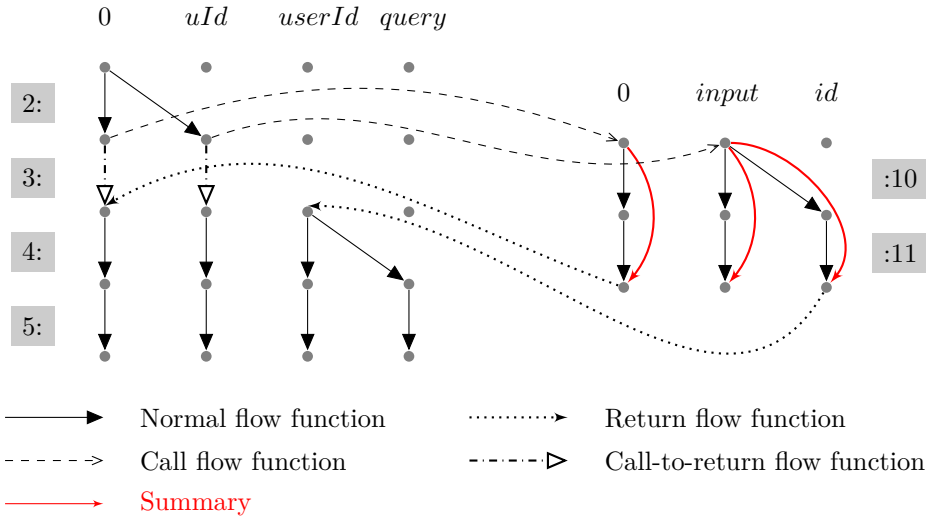 0 uId userId query
0 input id
2:
3:
:10
4:
:11
5:
Normal flow function
Return flow function
Call flow function
Call-to-return flow function
Summary